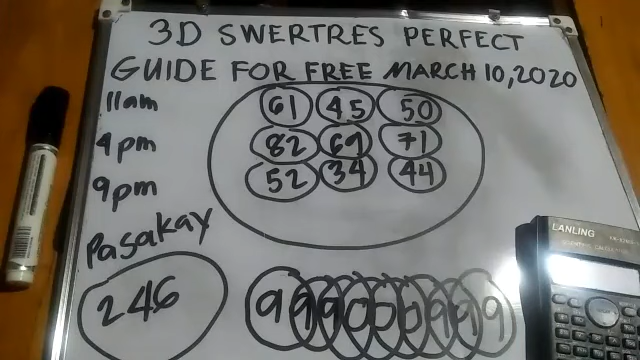 3D SWERTRES PERFECT
GUIDE FOR FREE MARCH 10, 2020
11am 61 45 50
4pm 82 69 71
9pm 52 34 44
Pasakay
246
LANLING